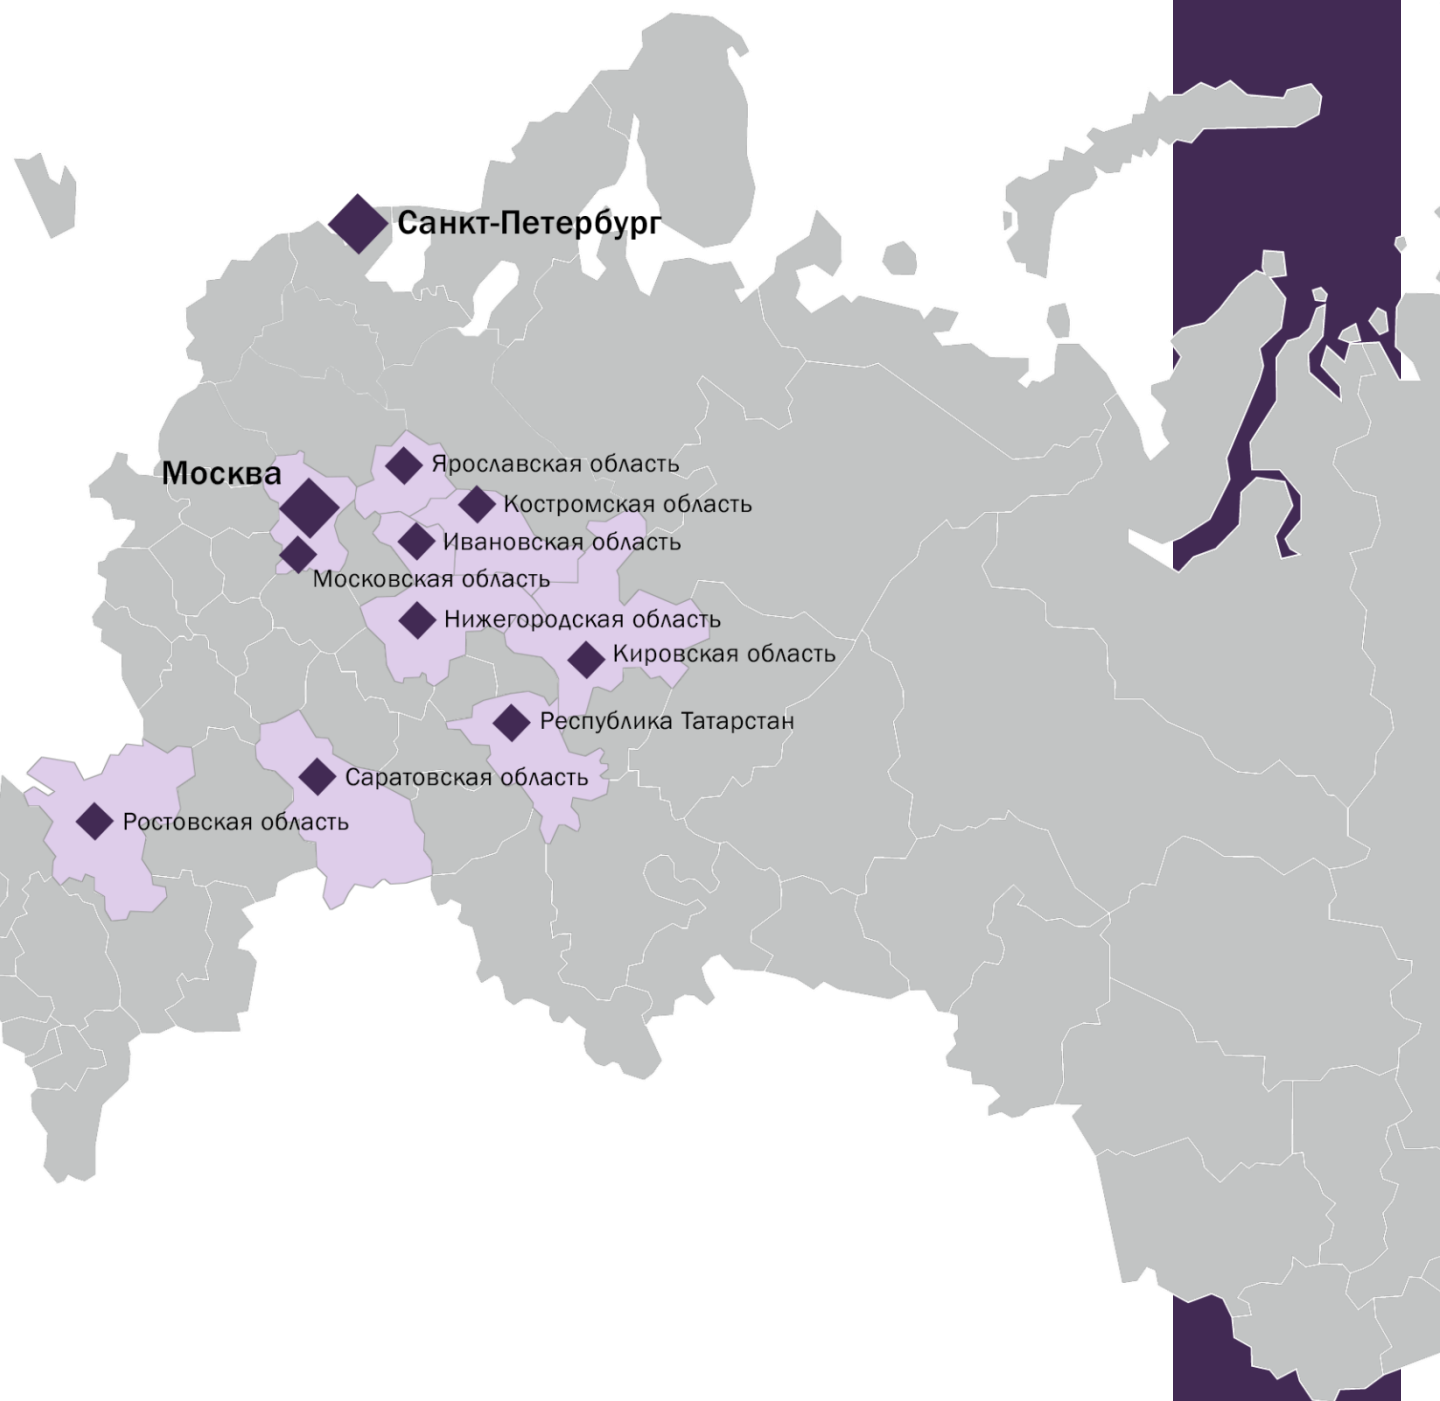 Санкт-Петербург
Ярославская область
Москва
Костромская область
Ивановская область
Московская область
Нижегородская область
Кировская область
Республика Татарстан
Саратовская область
Ростовская область